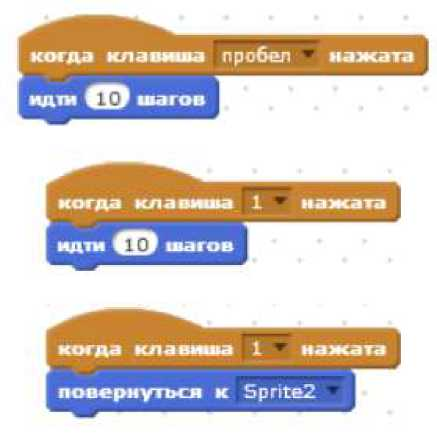 когда клавиша пробел нажата
идти 10 шагов
когда клавиша 1 нажата
идти 10 шагов
когда клавиша 1 нажата
повернуться к Sprite2